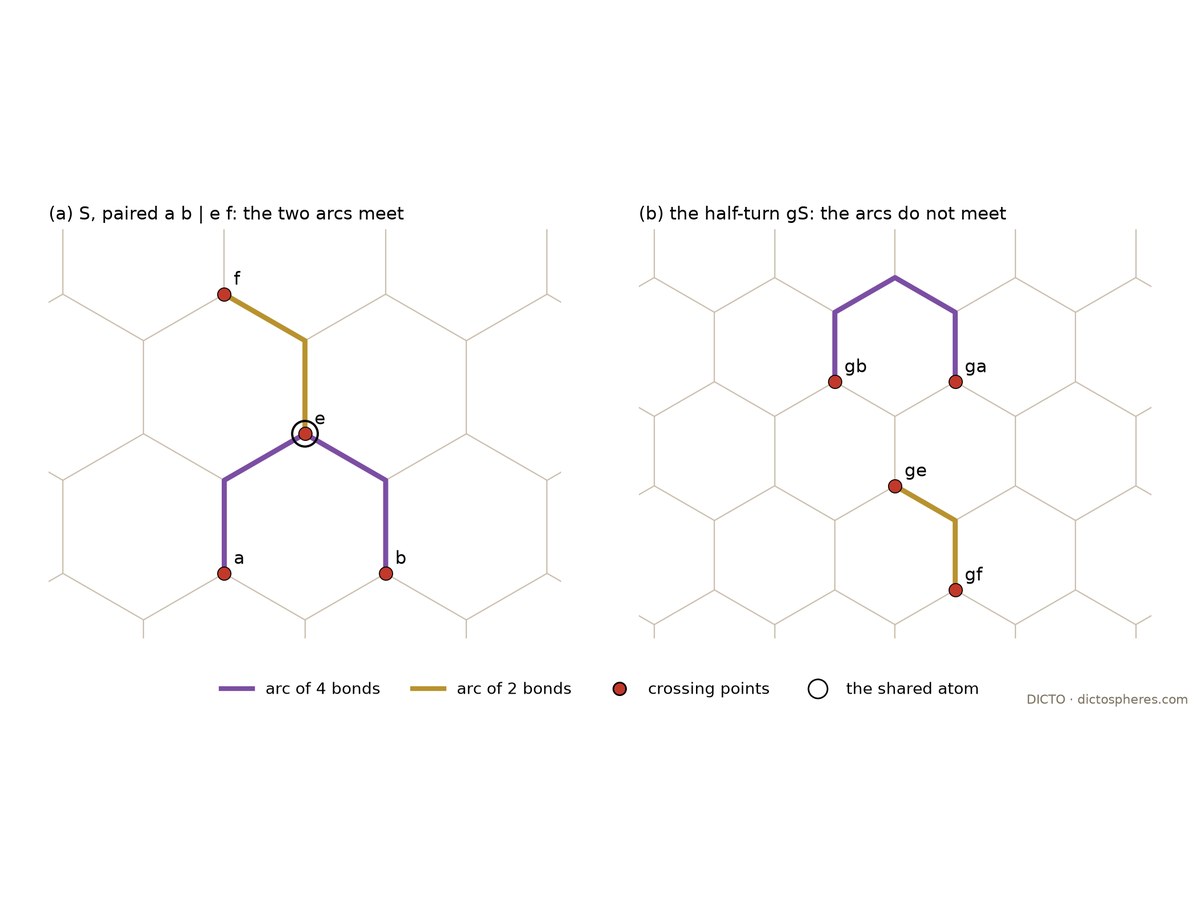 (a) S, paired a b | e f: the two arcs meet
(b) the half-turn gS: the arcs do not meet
f
e
a
b
gb
ga
ge
gf
arc of 4 bonds
arc of 2 bonds
crossing points
the shared atom
DICTO · dictospheres.com